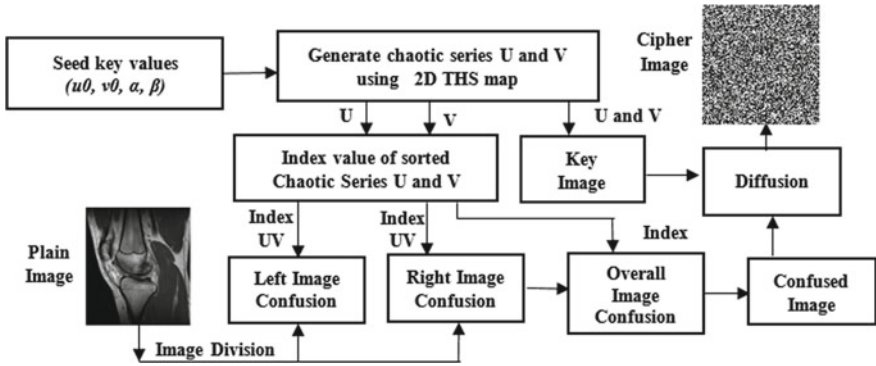 Seed key values
(u0, v0, α, β)
Generate chaotic series U and V
using 2D THS map
Cipher
Image
U
V
U and V
Index value of sorted
Chaotic Series U and V
Key
Image
Diffusion
Plain
Image
Index
UV
Index
UV
Index
Left Image
Confusion
Right Image
Confusion
Overall
Image
Confusion
Confused
Image
Image Division